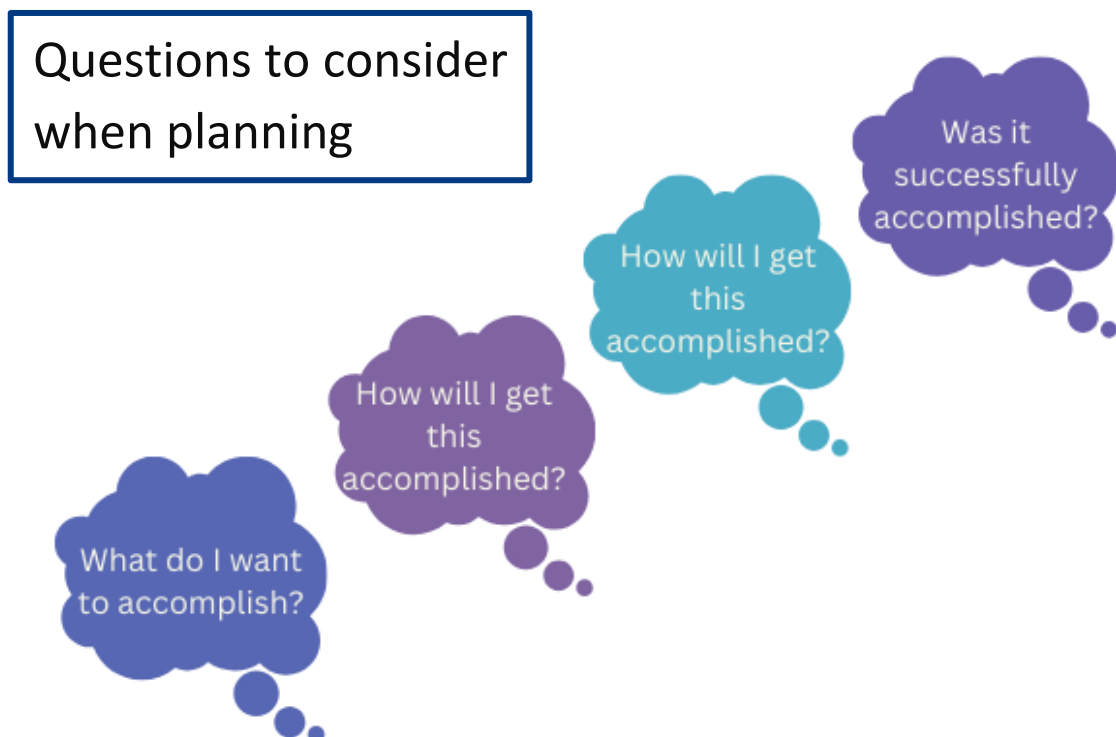 Questions to consider
when planning
What do I want
to accomplish?
How will I get
this
accomplished?
How will I get
this
accomplished?
Was it
successfully
accomplished?